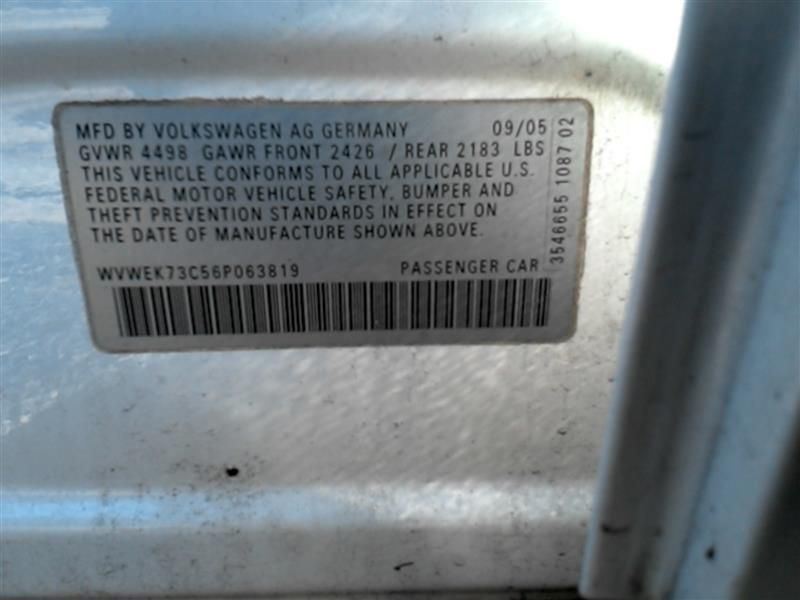 MFD BY VOLKSWAGEN AG GERMANY 09/05
GVWR 4498 GAWR FRONT 2426 / REAR 2183 LBS
THIS VEHICLE CONFORMS TO ALL APPLICABLE U.S.
FEDERAL MOTOR VEHICLE SAFETY, BUMPER AND
THEFT PREVENTION STANDARDS IN EFFECT ON
THE DATE OF MANUFACTURE SHOWN ABOVE.
WVWEK73C56P063819 PASSENGER CAR
3546655 1087 02